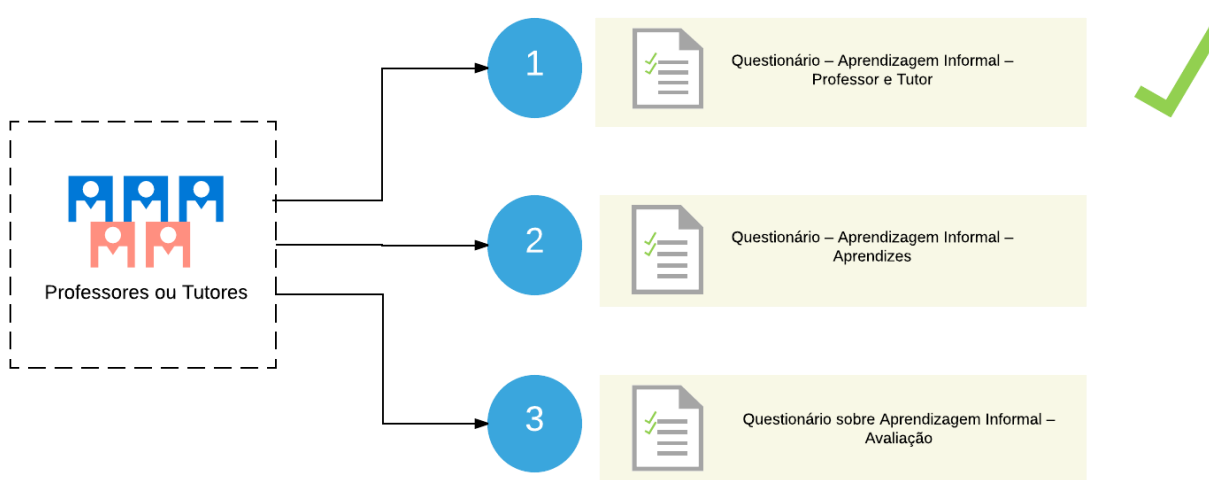 1
Questionário – Aprendizagem Informal –
Professor e Tutor
Professores ou Tutores
2
Questionário – Aprendizagem Informal –
Aprendizes
3
Questionário sobre Aprendizagem Informal –
Avaliação